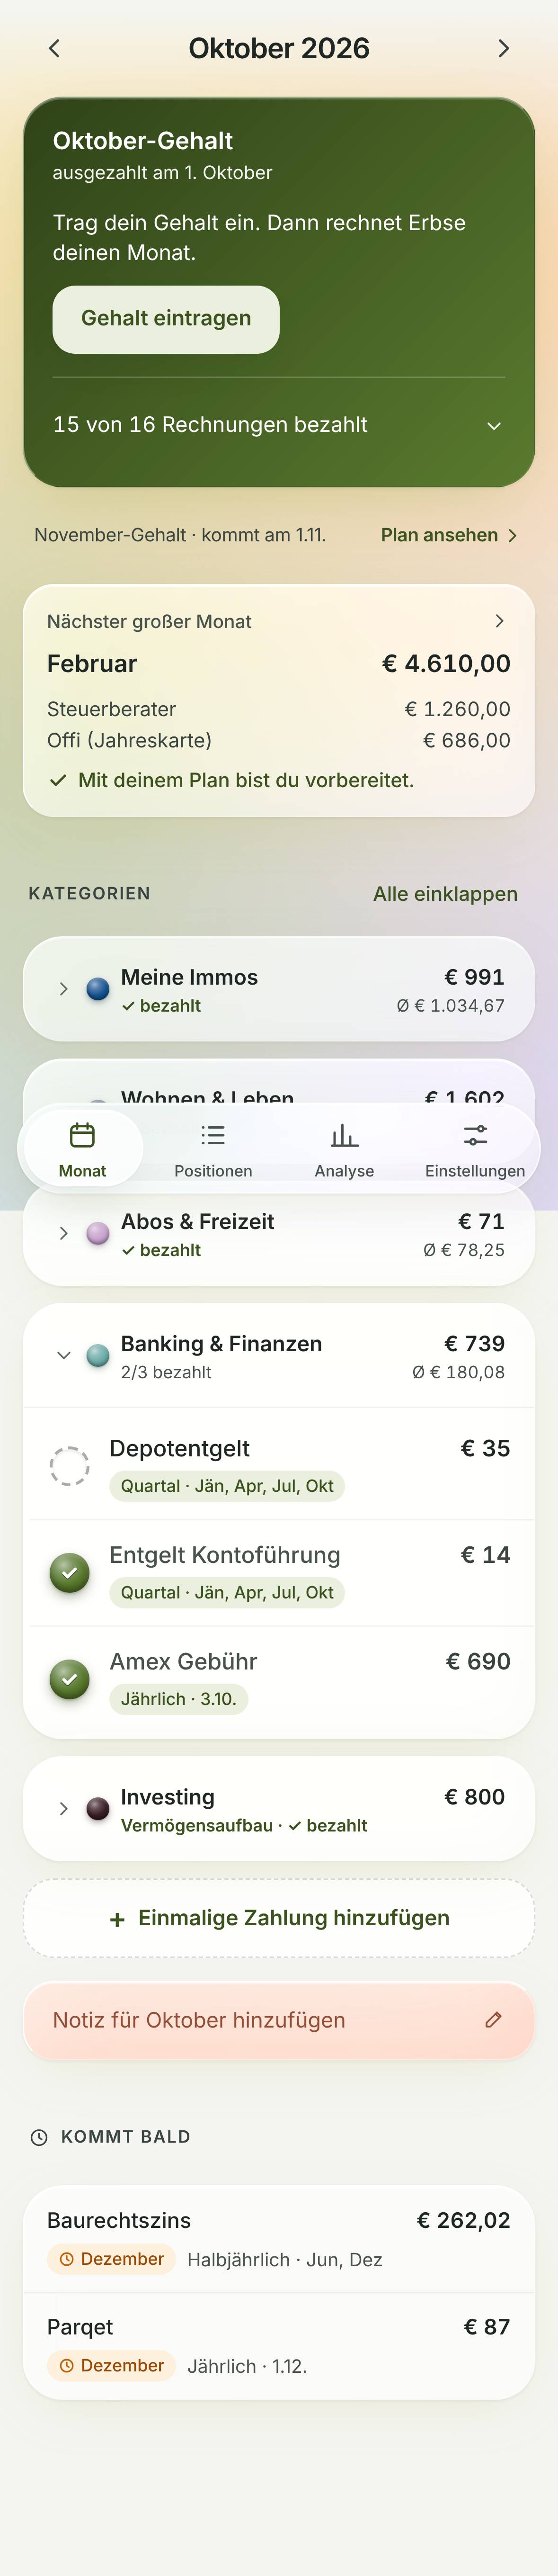 Oktober 2026
Oktober-Gehalt
ausgezahlt am 1. Oktober
Trag dein Gehalt ein. Dann rechnet Erbse
deinen Monat.
Gehalt eintragen
15 von 16 Rechnungen bezahlt
November-Gehalt · kommt am 1.11.
Plan ansehen
Nächster großer Monat
Februar € 4.610,00
Steuerberater € 1.260,00
Offi (Jahreskarte) € 686,00
Mit deinem Plan bist du vorbereitet.
KATEGORIEN Alle einklappen
Meine Immos € 991
✓ bezahlt Ø € 1.034,67
Wohnen & Leben € 1.602
Monat Positionen Analyse Einstellungen
Abos & Freizeit € 71
✓ bezahlt Ø € 78,25
Banking & Finanzen € 739
2/3 bezahlt Ø € 180,08
Depotentgelt € 35
Quartal · Jän, Apr, Jul, Okt
Entgelt Kontoführung € 14
Quartal · Jän, Apr, Jul, Okt
Amex Gebühr € 690
Jährlich · 3.10.
Investing € 800
Vermögensaufbau · ✓ bezahlt
+ Einmalige Zahlung hinzufügen
Notiz für Oktober hinzufügen
KOMMT BALD
Baurechtszins € 262,02
Dezember Halbjährlich · Jun, Dez
Parqet € 87
Dezember Jährlich · 1.12.